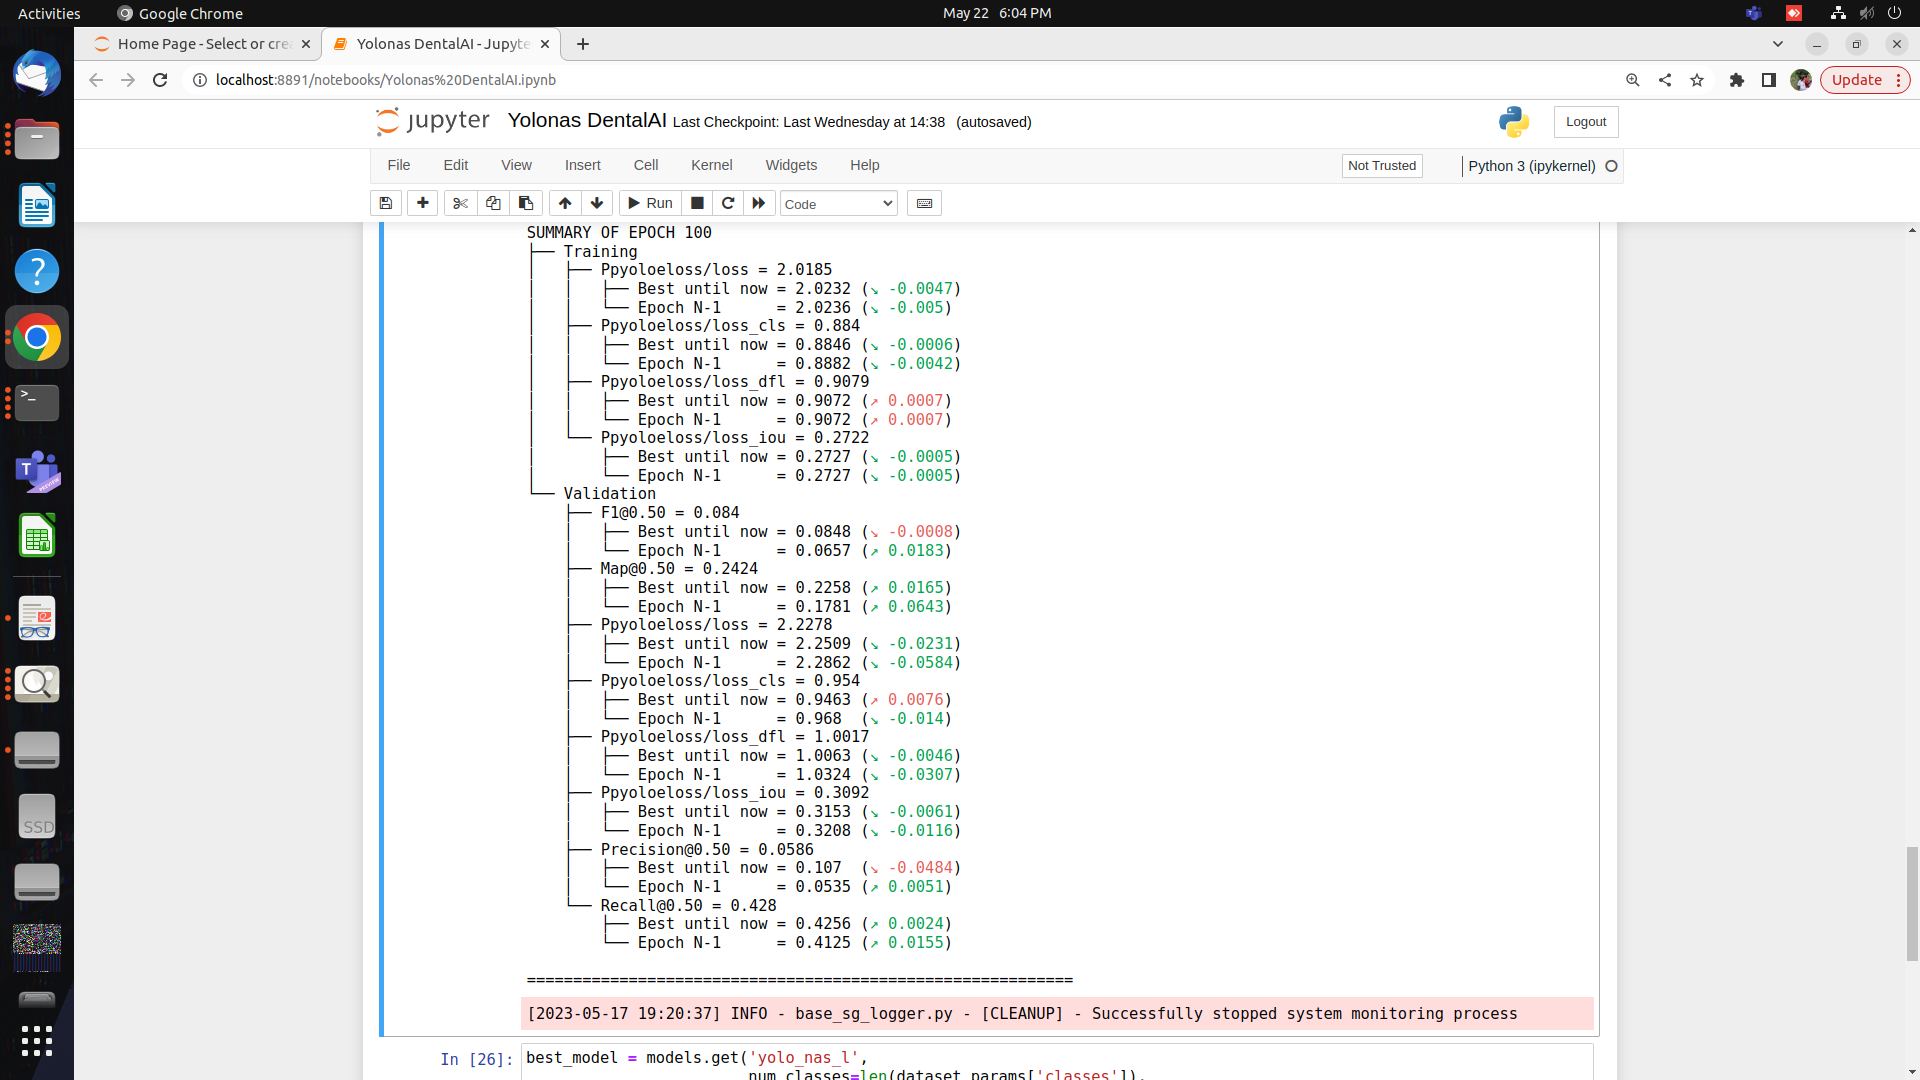 Activities
Google Chrome
May 22 6:04 PM
Home Page - Select or crea
Yolonas DentalAI - Jupyte
localhost:8891/notebooks/Yolonas%20DentalAI.ipynb
Update
jupyter Yolonas DentalAI Last Checkpoint: Last Wednesday at 14:38 (autosaved)
Logout
File Edit View Insert Cell Kernel Widgets Help
Not Trusted
Python 3 (ipykernel)
Run
Code
SUMMARY OF EPOCH 100
├── Training
│   ├── Ppyoloeloss/loss = 2.0185
│   │   ├── Best until now = 2.0232 (↘ -0.0047)
│   │   └── Epoch N-1      = 2.0236 (↘ -0.005)
│   ├── Ppyoloeloss/loss_cls = 0.884
│   │   ├── Best until now = 0.8846 (↘ -0.0006)
│   │   └── Epoch N-1      = 0.8882 (↘ -0.0042)
│   ├── Ppyoloeloss/loss_dfl = 0.9079
│   │   ├── Best until now = 0.9072 (↗ 0.0007)
│   │   └── Epoch N-1      = 0.9072 (↗ 0.0007)
│   └── Ppyoloeloss/loss_iou = 0.2722
│       ├── Best until now = 0.2727 (↘ -0.0005)
│       └── Epoch N-1      = 0.2727 (↘ -0.0005)
└── Validation
    ├── F1@0.50 = 0.084
    │   ├── Best until now = 0.0848 (↘ -0.0008)
    │   └── Epoch N-1      = 0.0657 (↗ 0.0183)
    ├── Map@0.50 = 0.2424
    │   ├── Best until now = 0.2258 (↗ 0.0165)
    │   └── Epoch N-1      = 0.1781 (↗ 0.0643)
    ├── Ppyoloeloss/loss = 2.2278
    │   ├── Best until now = 2.2509 (↘ -0.0231)
    │   └── Epoch N-1      = 2.2862 (↘ -0.0584)
    ├── Ppyoloeloss/loss_cls = 0.954
    │   ├── Best until now = 0.9463 (↗ 0.0076)
    │   └── Epoch N-1      = 0.968  (↘ -0.014)
    ├── Ppyoloeloss/loss_dfl = 1.0017
    │   ├── Best until now = 1.0063 (↘ -0.0046)
    │   └── Epoch N-1      = 1.0324 (↘ -0.0307)
    ├── Ppyoloeloss/loss_iou = 0.3092
    │   ├── Best until now = 0.3153 (↘ -0.0061)
    │   └── Epoch N-1      = 0.3208 (↘ -0.0116)
    ├── Precision@0.50 = 0.0586
    │   ├── Best until now = 0.107  (↘ -0.0484)
    │   └── Epoch N-1      = 0.0535 (↗ 0.0051)
    └── Recall@0.50 = 0.428
        ├── Best until now = 0.4256 (↗ 0.0024)
        └── Epoch N-1      = 0.4125 (↗ 0.0155)
===========================================================
[2023-05-17 19:20:37] INFO - base_sg_logger.py - [CLEANUP] - Successfully stopped system monitoring process
In [26]: best_model = models.get('yolo_nas_l',
num_classes=len(dataset_params['classes']),
SSD